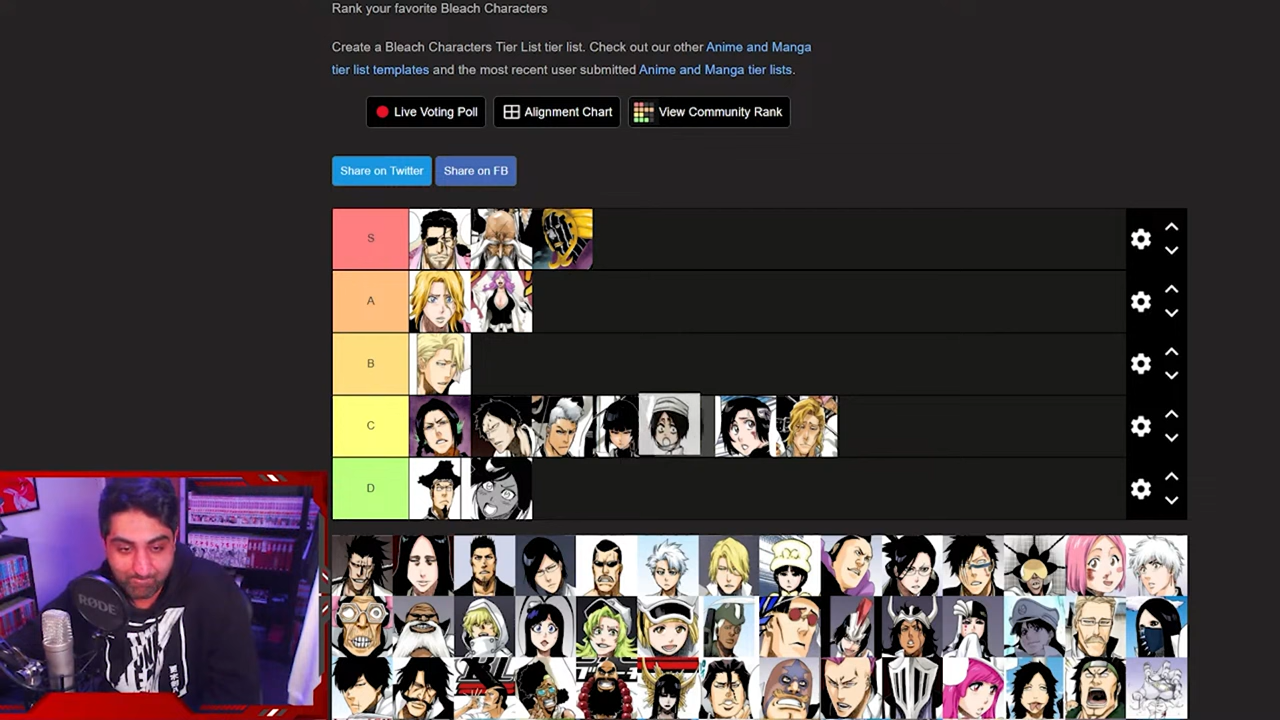 Rank your favorite Bleach Characters
Create a Bleach Characters Tier List tier list. Check out our other Anime and Manga
tier list templates and the most recent user submitted Anime and Manga tier lists.
Live Voting Poll
Alignment Chart
View Community Rank
Share on Twitter
Share on FB
S
A
B
C
D
RØDE